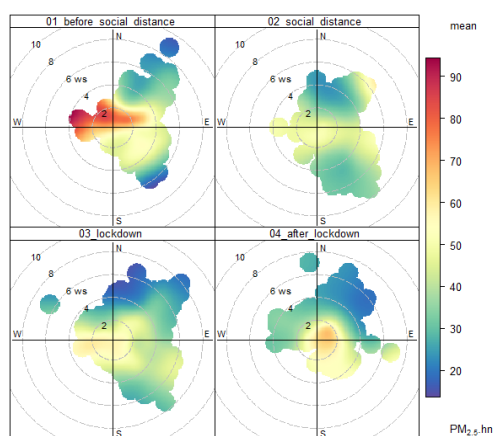 01_before_social_distance
02_social_distance
mean
10
8
6 ws
4
2
N
W
E
S
10
8
6 ws
4
2
N
W
E
S
90
80
70
60
50
40
30
20
03_lockdown
04_after_lockdown
10
8
6 ws
4
2
N
W
E
S
10
8
6 ws
4
2
N
W
E
S
PM2.5-hn